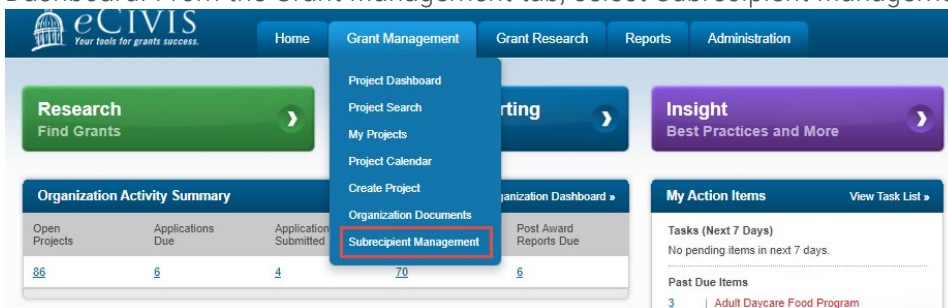 Dashboard. From the Grant Management tab, select Subrecipient Manageme
eCIVIS
Your tools for grants success.
Home Grant Management Grant Research Reports Administration
Project Dashboard
Project Search
My Projects
Project Calendar
Create Project
Organization Documents
Subrecipient Management
Research
Find Grants
rting
Insight
Best Practices and More
Organization Activity Summary
anization Dashboard »
Open Projects
Applications Due
Application Submitted
Post Award Reports Due
86 6 4 70 6
My Action Items View Task List »
Tasks (Next 7 Days)
No pending items in next 7 days.
Past Due Items
3 | Adult Daycare Food Program